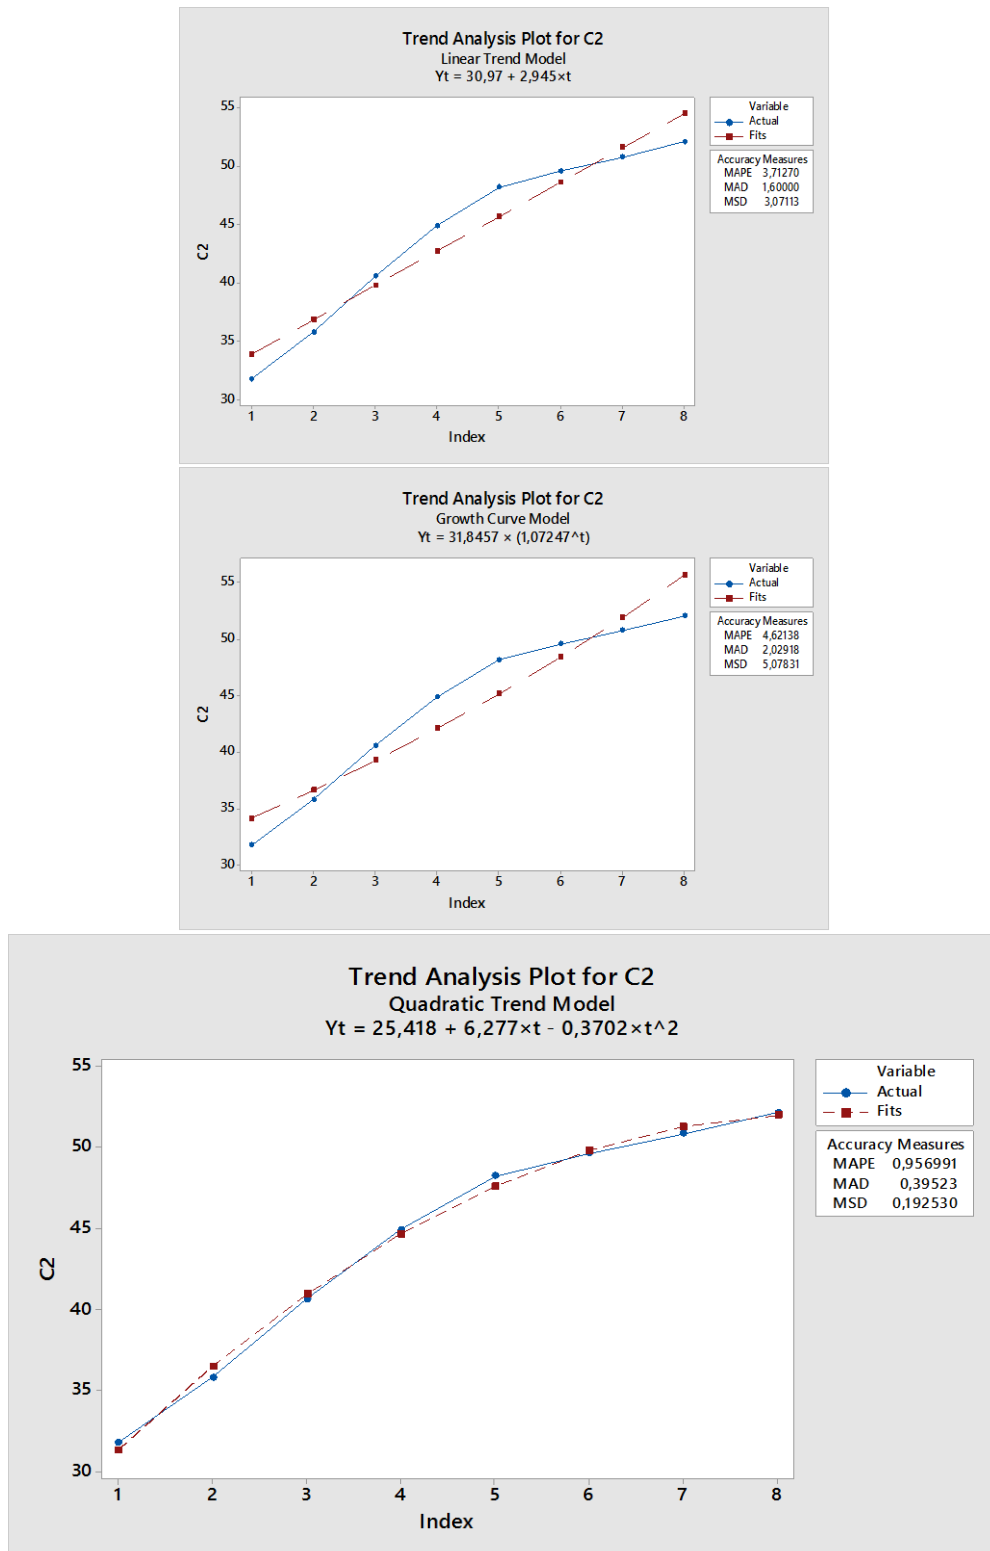 Trend Analysis Plot for C2
Linear Trend Model
Yt = 30,97 + 2,945×t
55
50
45
40
35
30
C2
1 2 3 4 5 6 7 8
Index
Variable
Actual
Fits
Accuracy Measures
MAPE 3,71270
MAD 1,60000
MSD 3,07113
Trend Analysis Plot for C2
Growth Curve Model
Yt = 31,8457 × (1,07247^t)
55
50
45
40
35
30
C2
1 2 3 4 5 6 7 8
Index
Variable
Actual
Fits
Accuracy Measures
MAPE 4,62138
MAD 2,02918
MSD 5,07831
Trend Analysis Plot for C2
Quadratic Trend Model
Yt = 25,418 + 6,277×t - 0,3702×t^2
55
50
45
40
35
30
C2
1 2 3 4 5 6 7 8
Index
Variable
Actual
Fits
Accuracy Measures
MAPE 0,956991
MAD 0,39523
MSD 0,192530